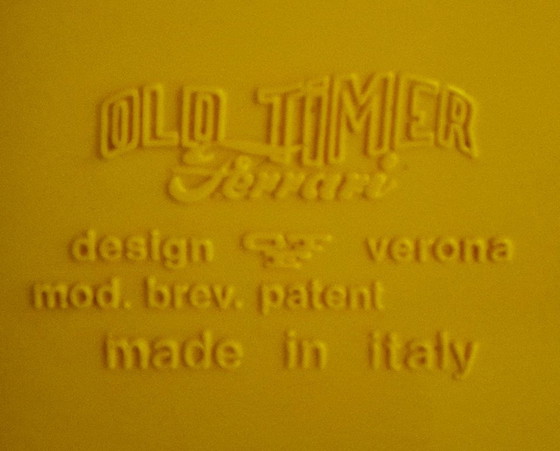 OLD TIMER
Ferrari
design verona
mod. brev. patent
made in italy